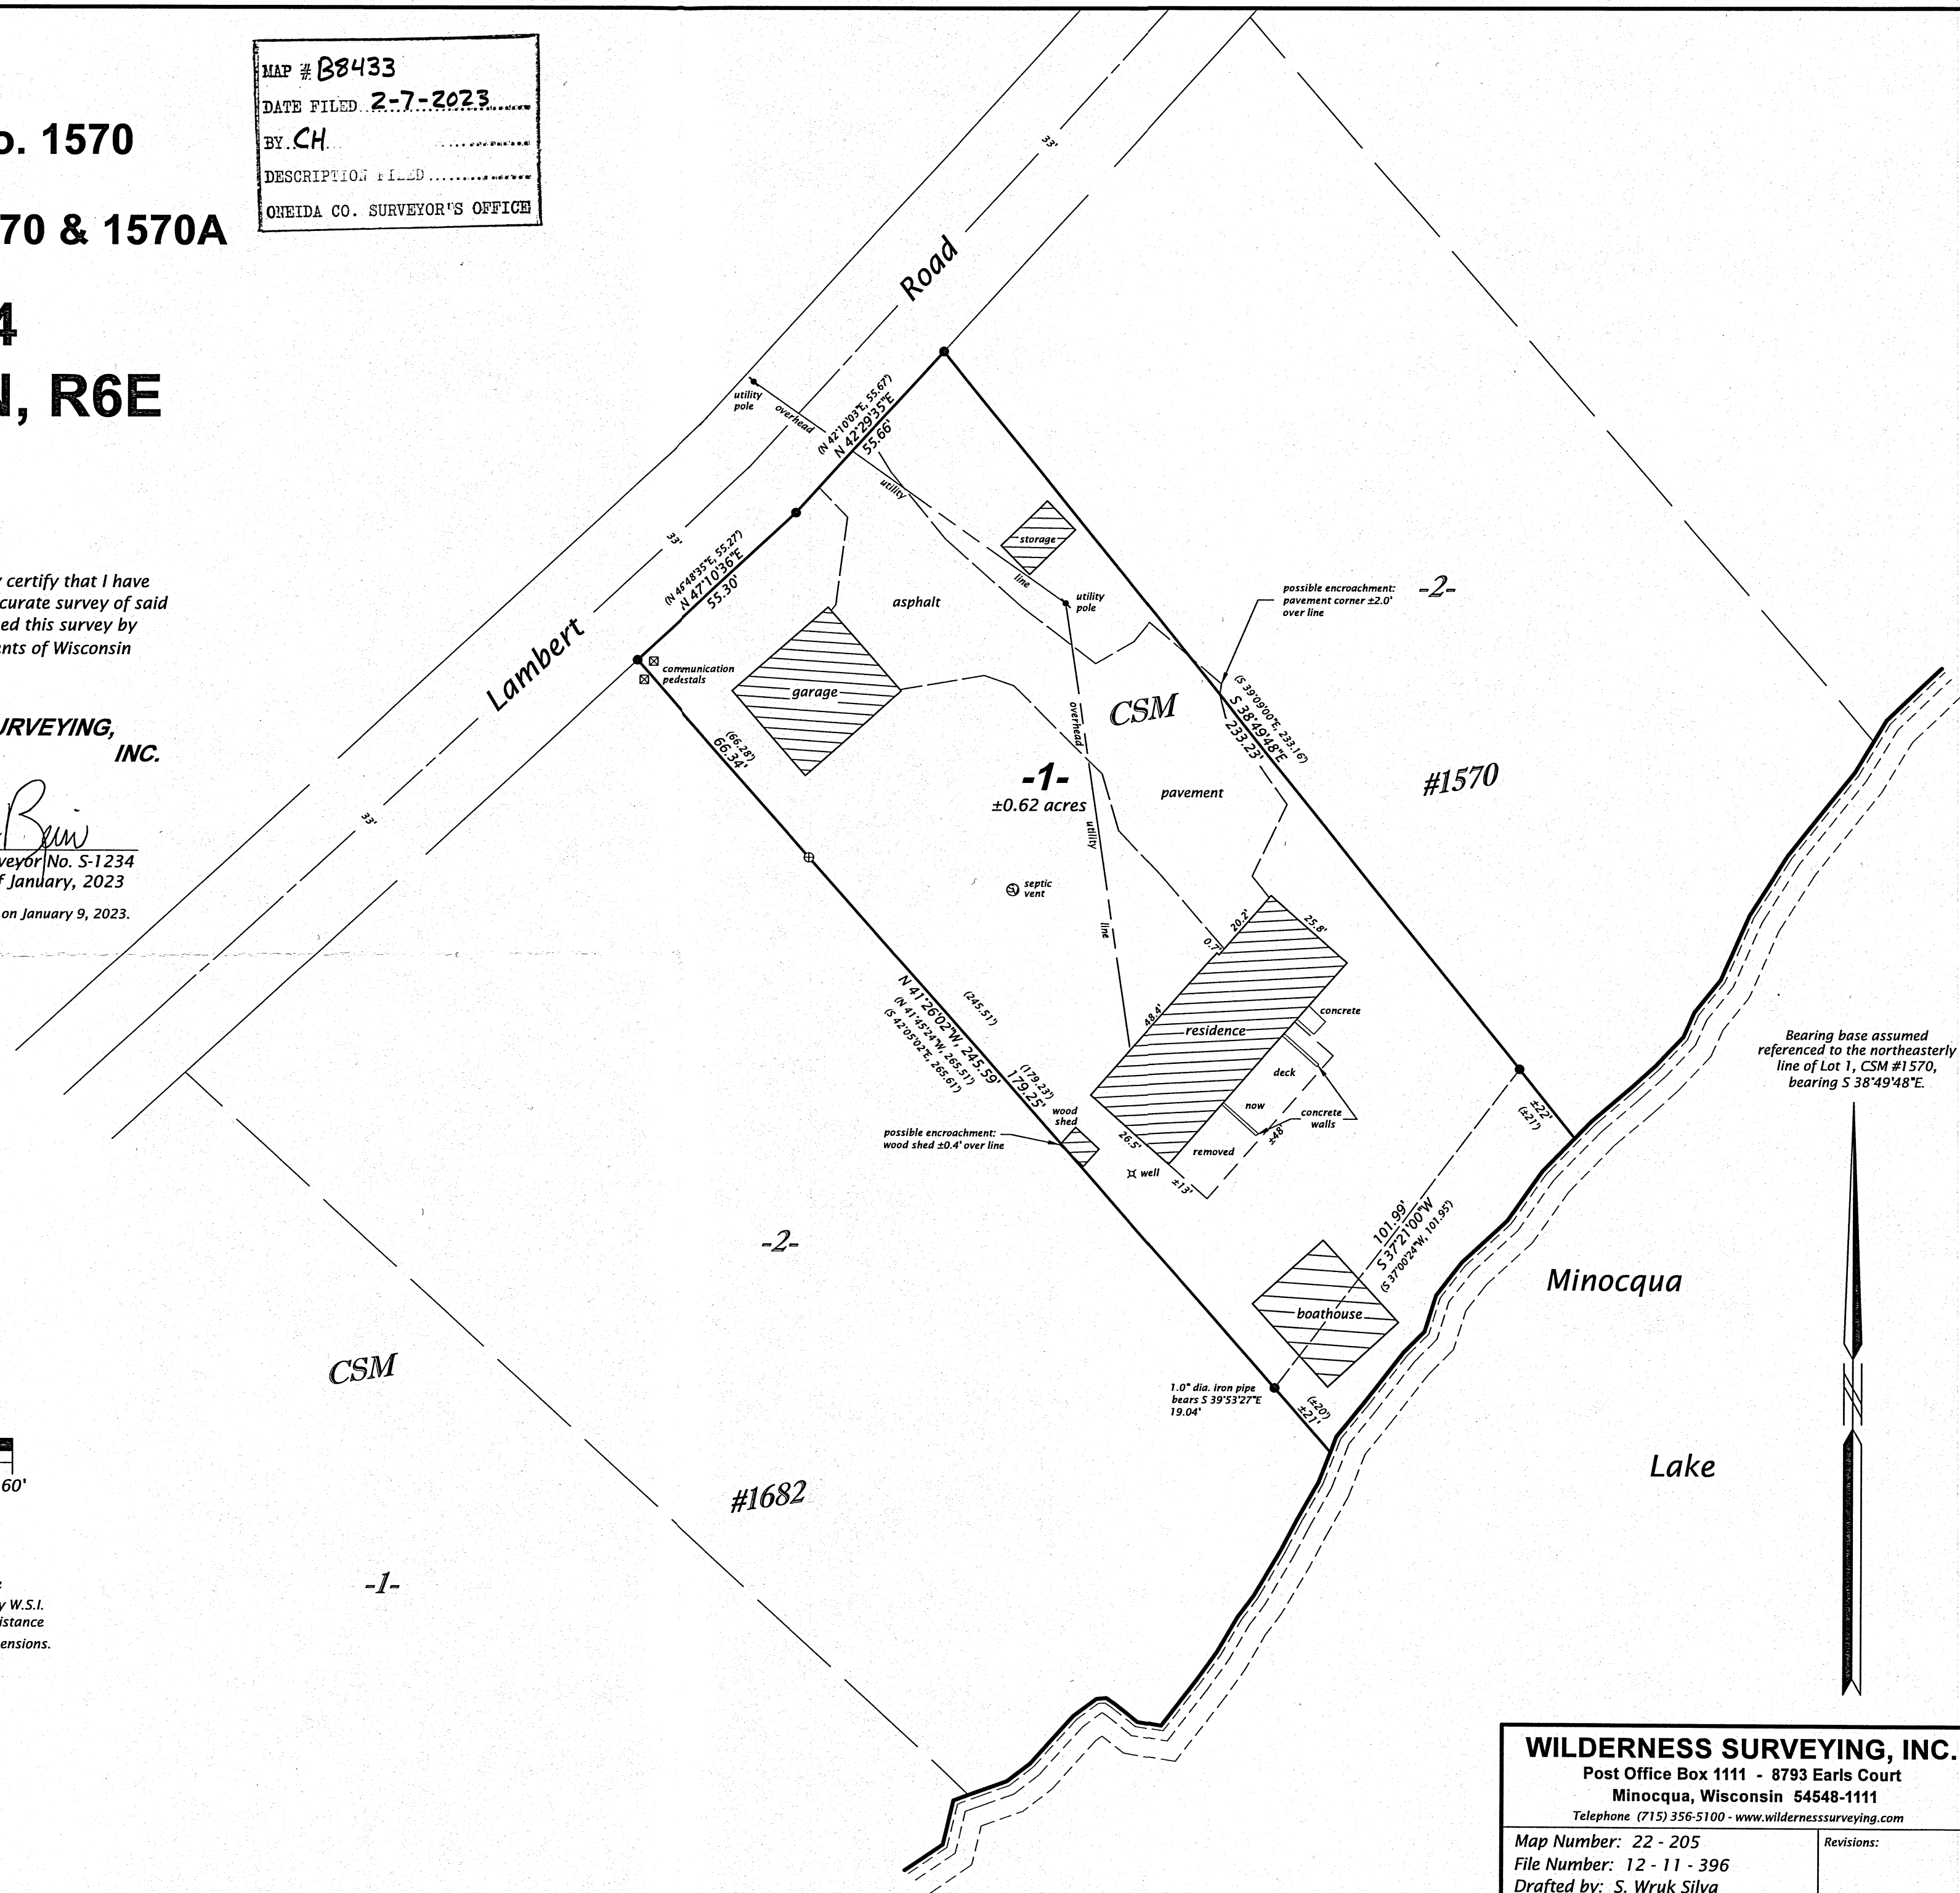 MAP # B8433
DATE FILED 2-7-2023
BY CH
DESCRIPTION FILED
ONEIDA CO. SURVEYOR'S OFFICE
o. 1570
70 & 1570A
4
N, R6E
certify that I have
curate survey of said
ed this survey by
nts of Wisconsin
URVEYING,
INC.
veyor No. S-1234
f January, 2023
on January 9, 2023.
33'
Road
utility
pole
overhead
(N 42°10'03"E, 55.67')
N 42°29'35"E
55.66'
utility
line
storage
33'
(N 46°48'35"E, 55.27')
N 47°10'36"E
55.30'
asphalt
utility
pole
possible encroachment:
pavement corner ±2.0'
over line
-2-
Lambert
communication
pedestals
garage
overhead
CSM
(S 39°09'00"E, 233.16')
S 38°49'48"E
233.23'
(66.28')
66.34'
-1-
±0.62 acres
pavement
#1570
33'
utility
septic
vent
line
20.2'
25.8'
0.7'
48.4'
residence
concrete
(245.51')
N 41°26'02"W, 245.59'
(N 41°45'24"W, 265.51')
(S 42°05'02"E, 265.61')
(179.23')
179.25'
deck
now
concrete
walls
±48'
removed
wood
shed
possible encroachment:
wood shed ±0.4' over line
26.5'
well
±13'
±22'
(±21')
Bearing base assumed
referenced to the northeasterly
line of Lot 1, CSM #1570,
bearing S 38°49'48"E.
101.99'
S 37°21'00"W
(S 37°00'24"W, 101.95')
-2-
Minocqua
boathouse
CSM
1.0" dia. iron pipe
bears S 39°53'27"E
19.04'
(±20')
±21'
Lake
60'
#1682
-1-
y W.S.I.
istance
ensions.
WILDERNESS SURVEYING, INC.
Post Office Box 1111 - 8793 Earls Court
Minocqua, Wisconsin 54548-1111
Telephone (715) 356-5100 - www.wildernesssurveying.com
Map Number: 22 - 205
Revisions:
File Number: 12 - 11 - 396
Drafted by: S. Wruk Silva